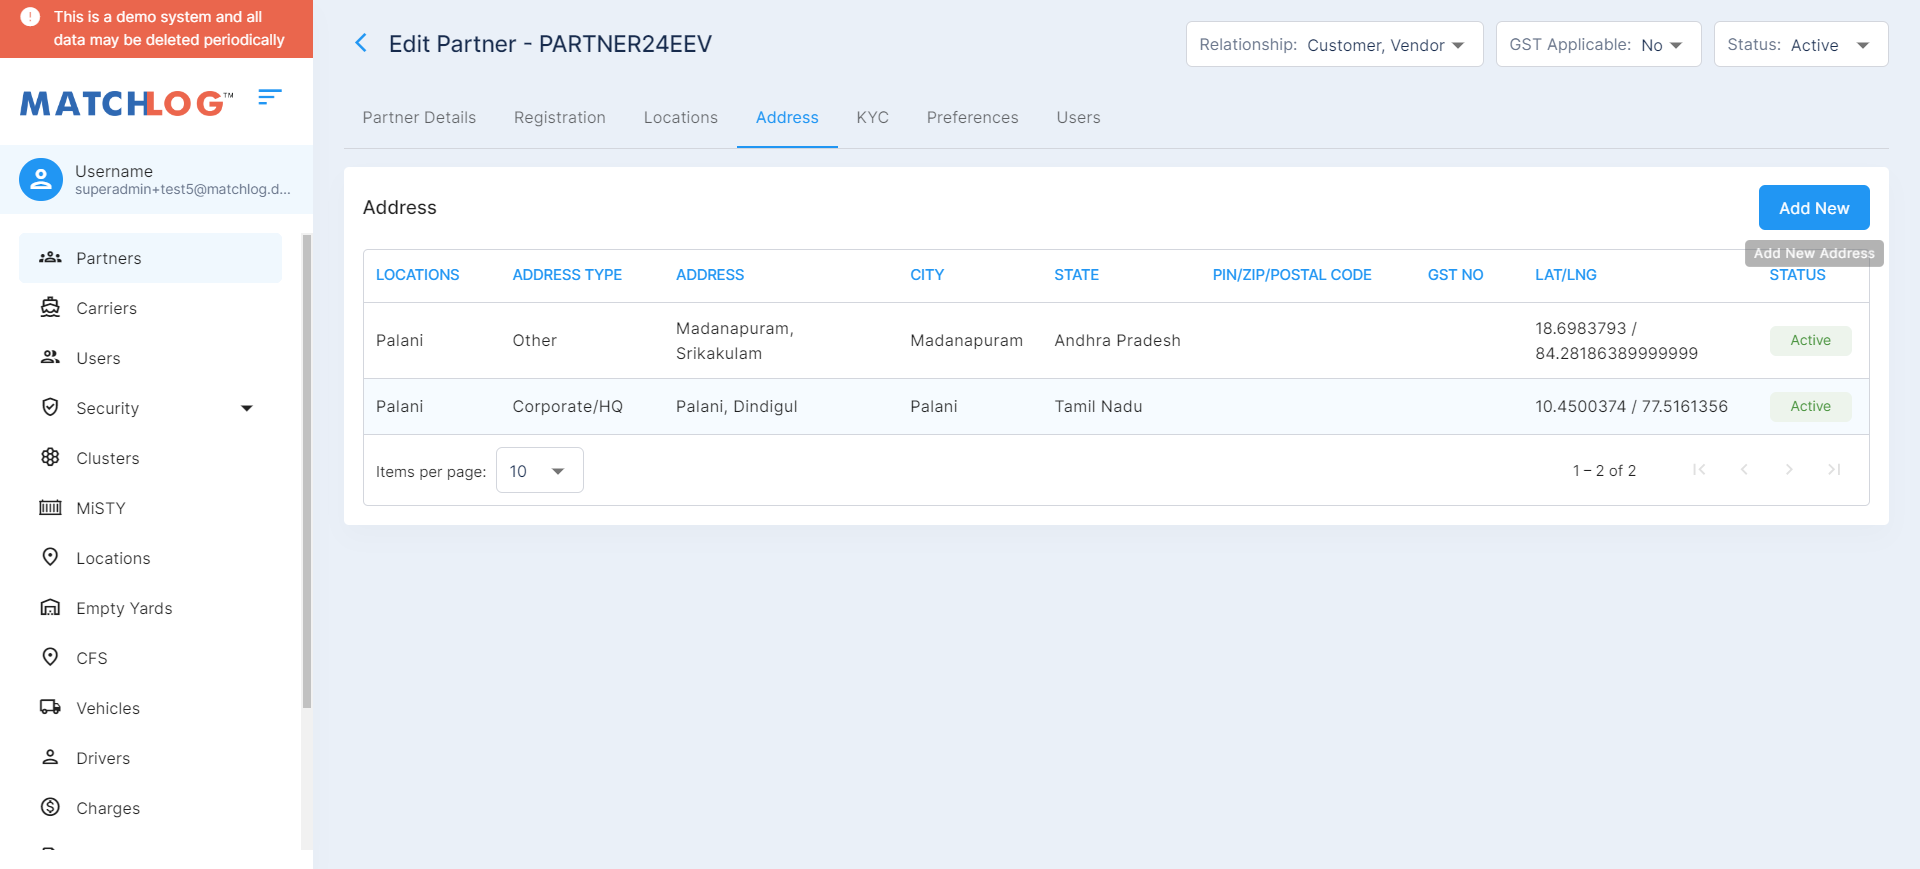 This is a demo system and all
data may be deleted periodically
MATCHLOG™
Username
superadmin+test5@matchlog.d...
Partners
Carriers
Users
Security
Clusters
MiSTY
Locations
Empty Yards
CFS
Vehicles
Drivers
Charges
Edit Partner - PARTNER24EEV
Relationship: Customer, Vendor
GST Applicable: No
Status: Active
Partner Details
Registration
Locations
Address
KYC
Preferences
Users
Address
Add New
Add New Address
LOCATIONS ADDRESS TYPE ADDRESS CITY STATE PIN/ZIP/POSTAL CODE GST NO LAT/LNG STATUS
Palani Other Madanapuram, Srikakulam Madanapuram Andhra Pradesh 18.6983793 / 84.28186389999999 Active
Palani Corporate/HQ Palani, Dindigul Palani Tamil Nadu 10.4500374 / 77.5161356 Active
Items per page: 10
1 – 2 of 2